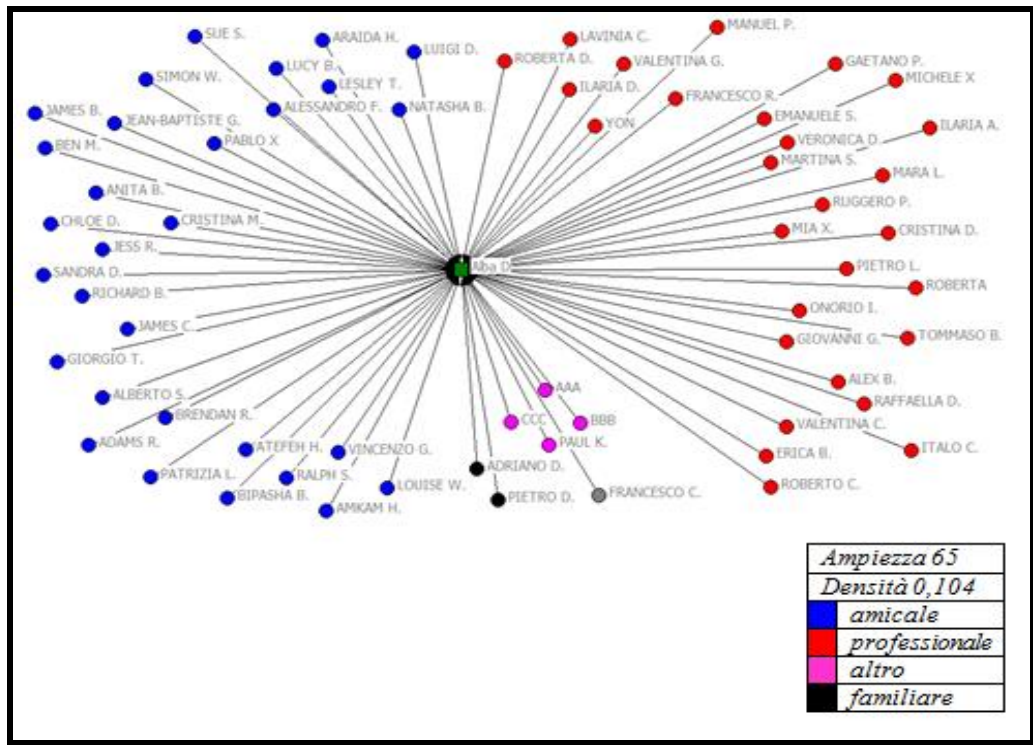 SUE S.
ARAIDA H.
LUIGI D.
LAVINIA C.
MANUEL P.
ROBERTA D.
VALENTINA G.
GAETANO P.
LUCY B.
SIMON W.
LESLEY T.
ILARIA D.
FRANCESCO R.
MICHELE X
JAMES B.
JEAN-BAPTISTE G.
ALESSANDRO F.
NATASHA B.
YON
EMANUELE S.
ILARIA A.
BEN M.
PABLO X
VERONICA D.
MARTINA S.
MARA L.
ANITA B.
RUGGERO P.
CHLOE D.
CRISTINA M.
MIA X.
CRISTINA D.
JESS R.
SANDRA D.
Aba D
PIETRO L.
ROBERTA
RICHARD B.
ONORIO I.
JAMES C.
GIOVANNI G.
TOMMASO B.
GIORGIO T.
ALEX B.
ALBERTO S.
AAA
RAFFAELLA D.
BRENDAN R.
CCC
BBB
VALENTINA C.
ADAMS R.
ATEFEH H.
VINCENZO G.
PAUL K.
ERICA B.
ITALO C.
PATRIZIA L.
RALPH S.
LOUISE W.
ADRIANO D.
ROBERTO C.
BIPASHA B.
AMKAM H.
PIETRO D.
FRANCESCO C.
Ampiezza 65
Densità 0,104
amicale
professionale
altro
familiare